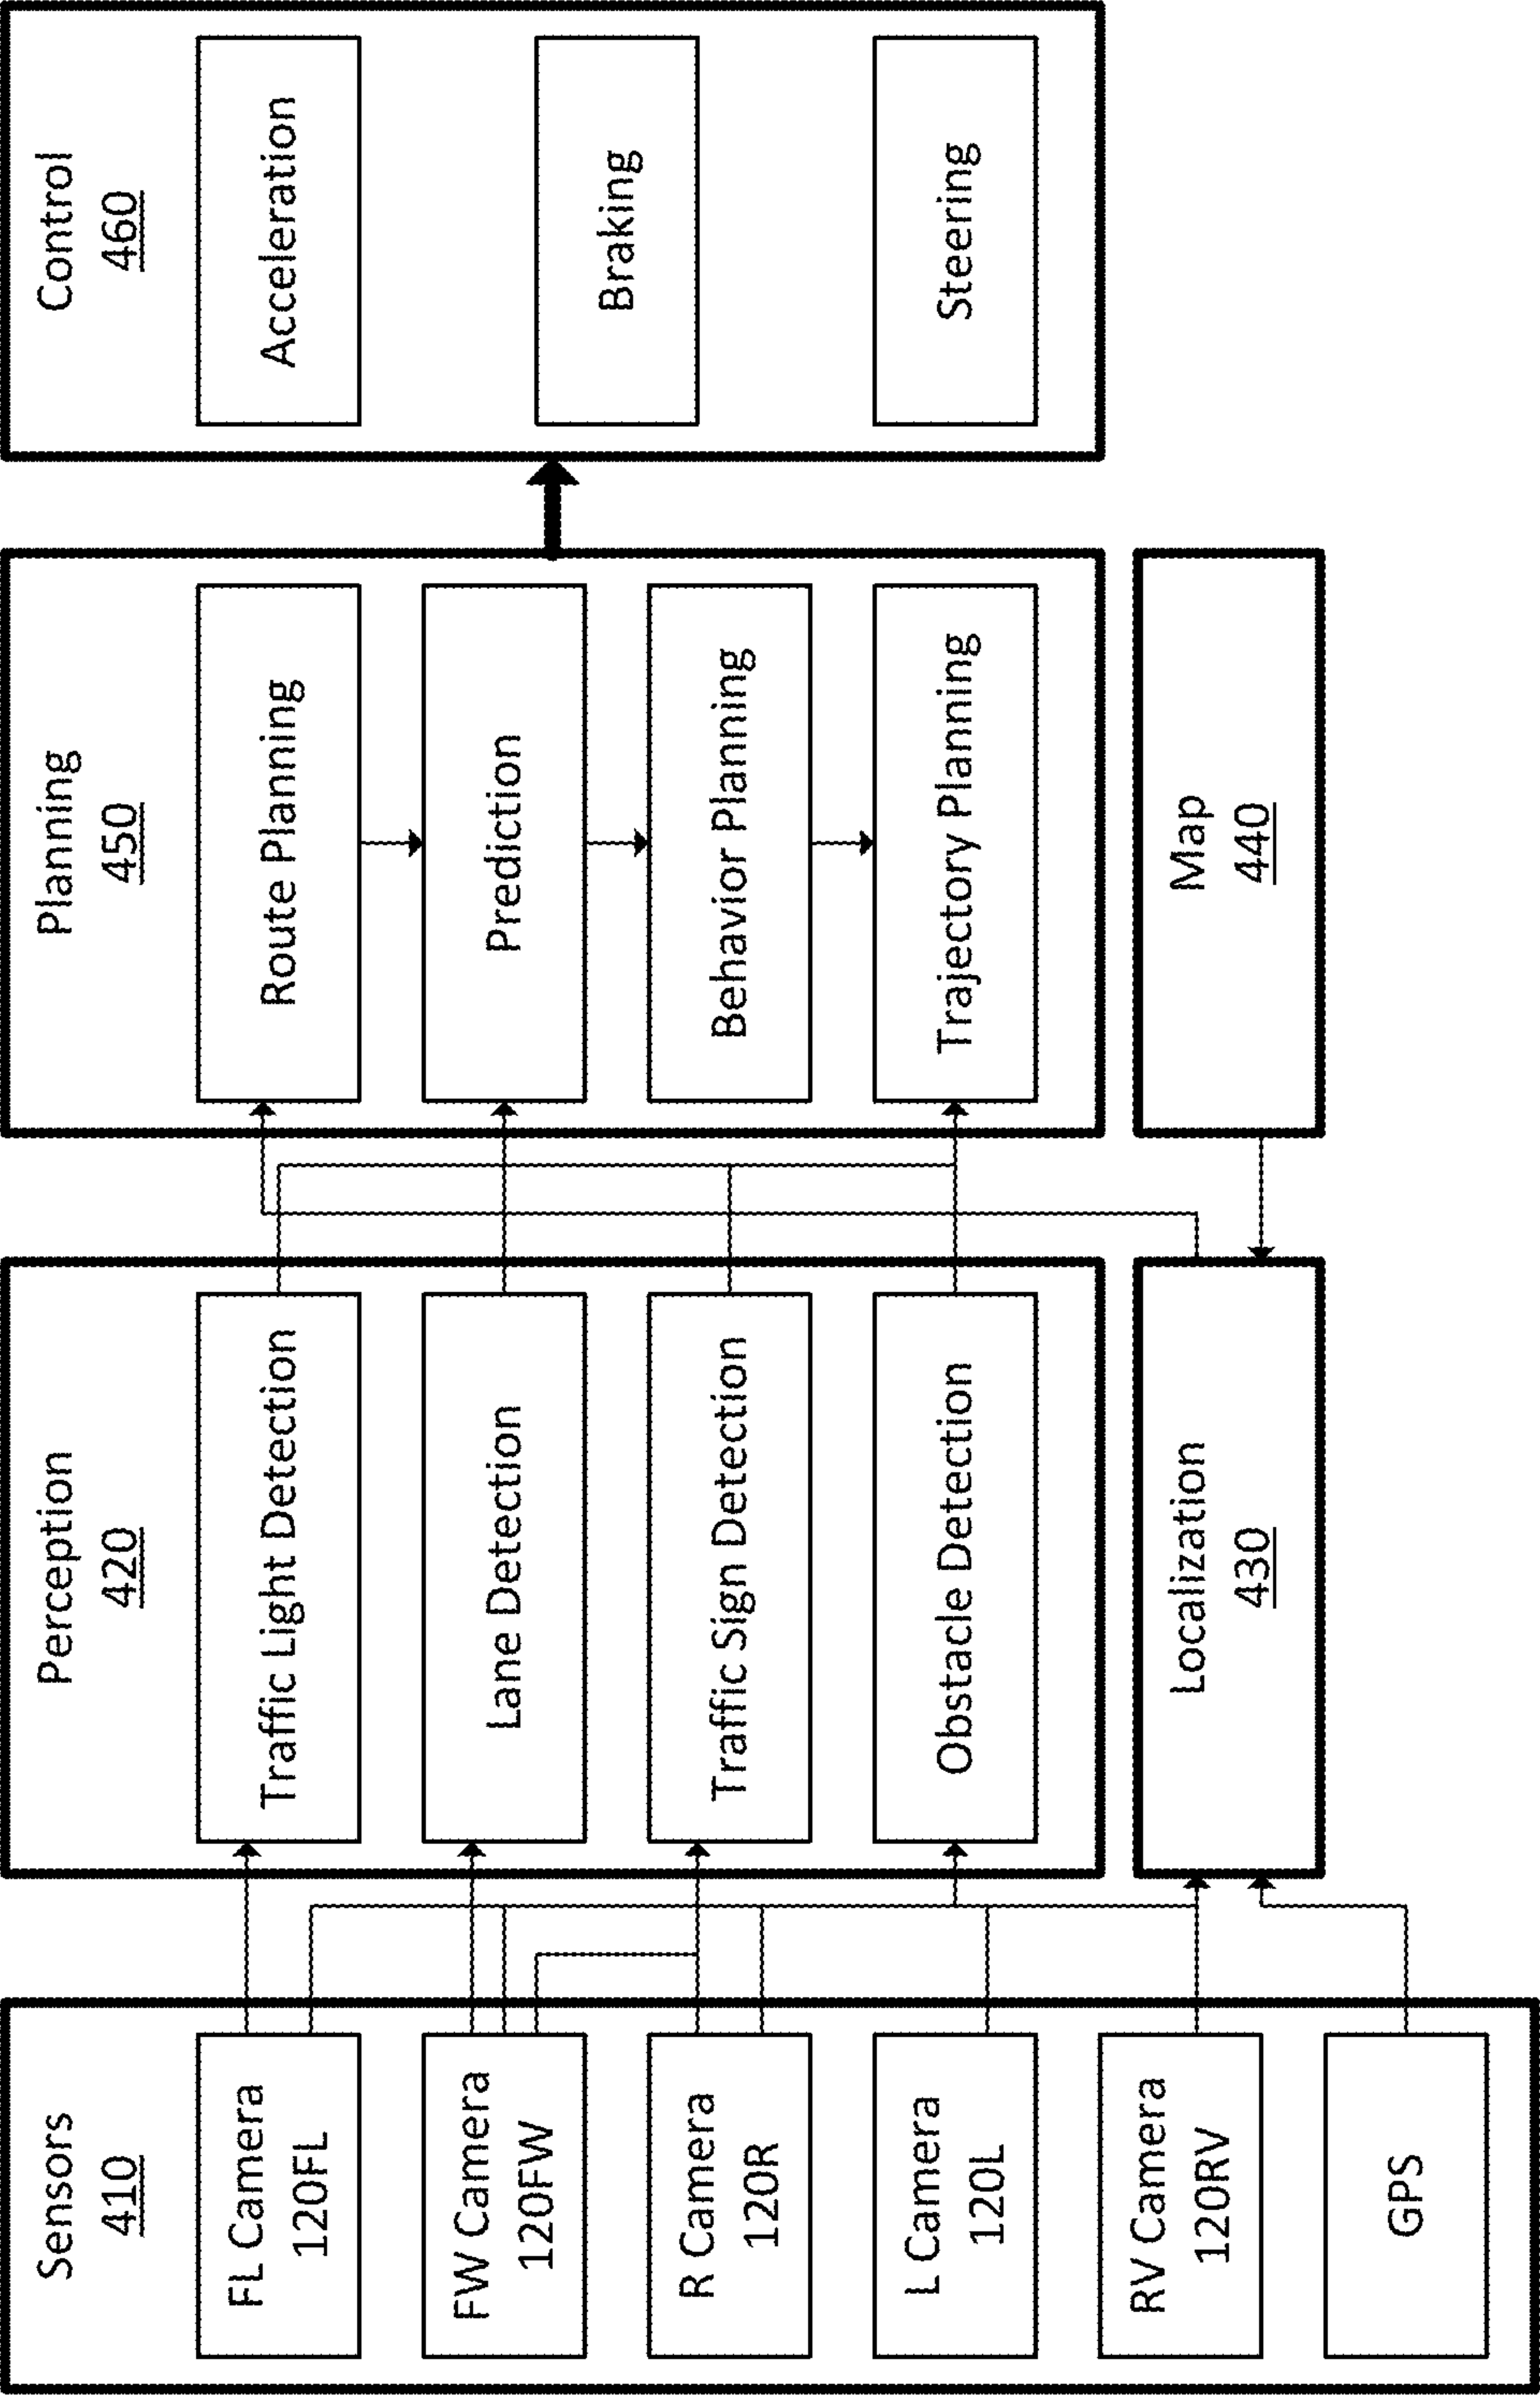 Sensors
410
FL Camera
120FL
FW Camera
120FW
R Camera
120R
L Camera
120L
RV Camera
120RV
GPS
Perception
420
Traffic Light Detection
Lane Detection
Traffic Sign Detection
Obstacle Detection
Localization
430
Planning
450
Route Planning
Prediction
Behavior Planning
Trajectory Planning
Map
440
Control
460
Acceleration
Braking
Steering